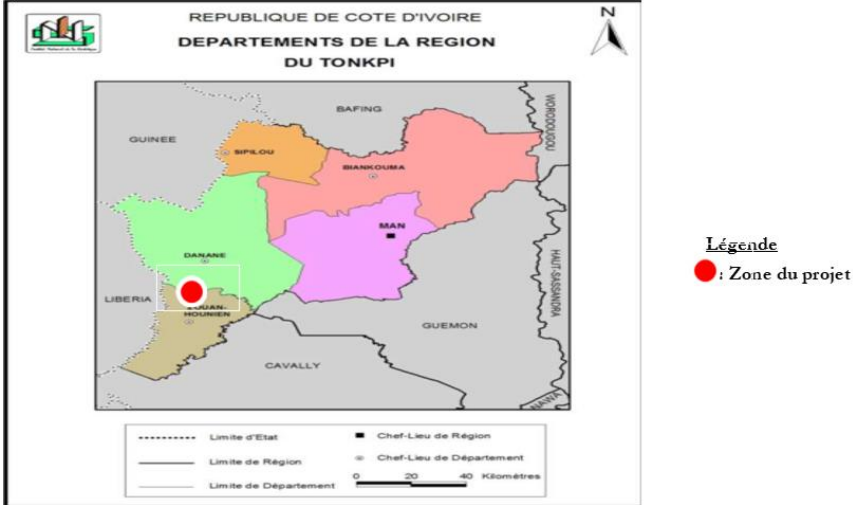 REPUBLIQUE DE COTE D'IVOIRE
N
DEPARTEMENTS DE LA REGION
DU TONKPI
BAFING
WORODOUGOU
GUINEE
SIPILOU
BIANKOUMA
MAN
DANANE
Légende
: Zone du projet
LIBERIA
HOUNIEN
HAUT-SASSANDRA
GUEMON
CAVALLY
NAWA
Limite d'Etat
Chef-Lieu de Région
Limite de Région
Chef-Lieu de Département
Limite de Département
0 20 40 Kilomètres